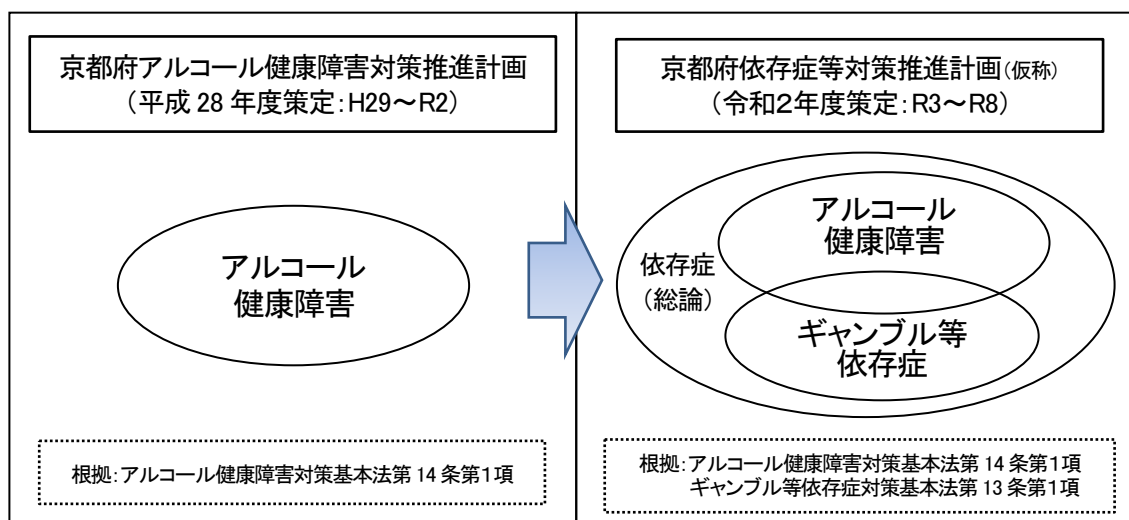 京都府アルコール健康障害対策推進計画
（平成 28 年度策定：H29～R2）
アルコール
健康障害
根拠：アルコール健康障害対策基本法第 14 条第1項
京都府依存症等対策推進計画（仮称）
（令和２年度策定：R3～R8）
依存症
（総論）
アルコール
健康障害
ギャンブル等
依存症
根拠：アルコール健康障害対策基本法第 14 条第1項
ギャンブル等依存症対策基本法第 13 条第1項